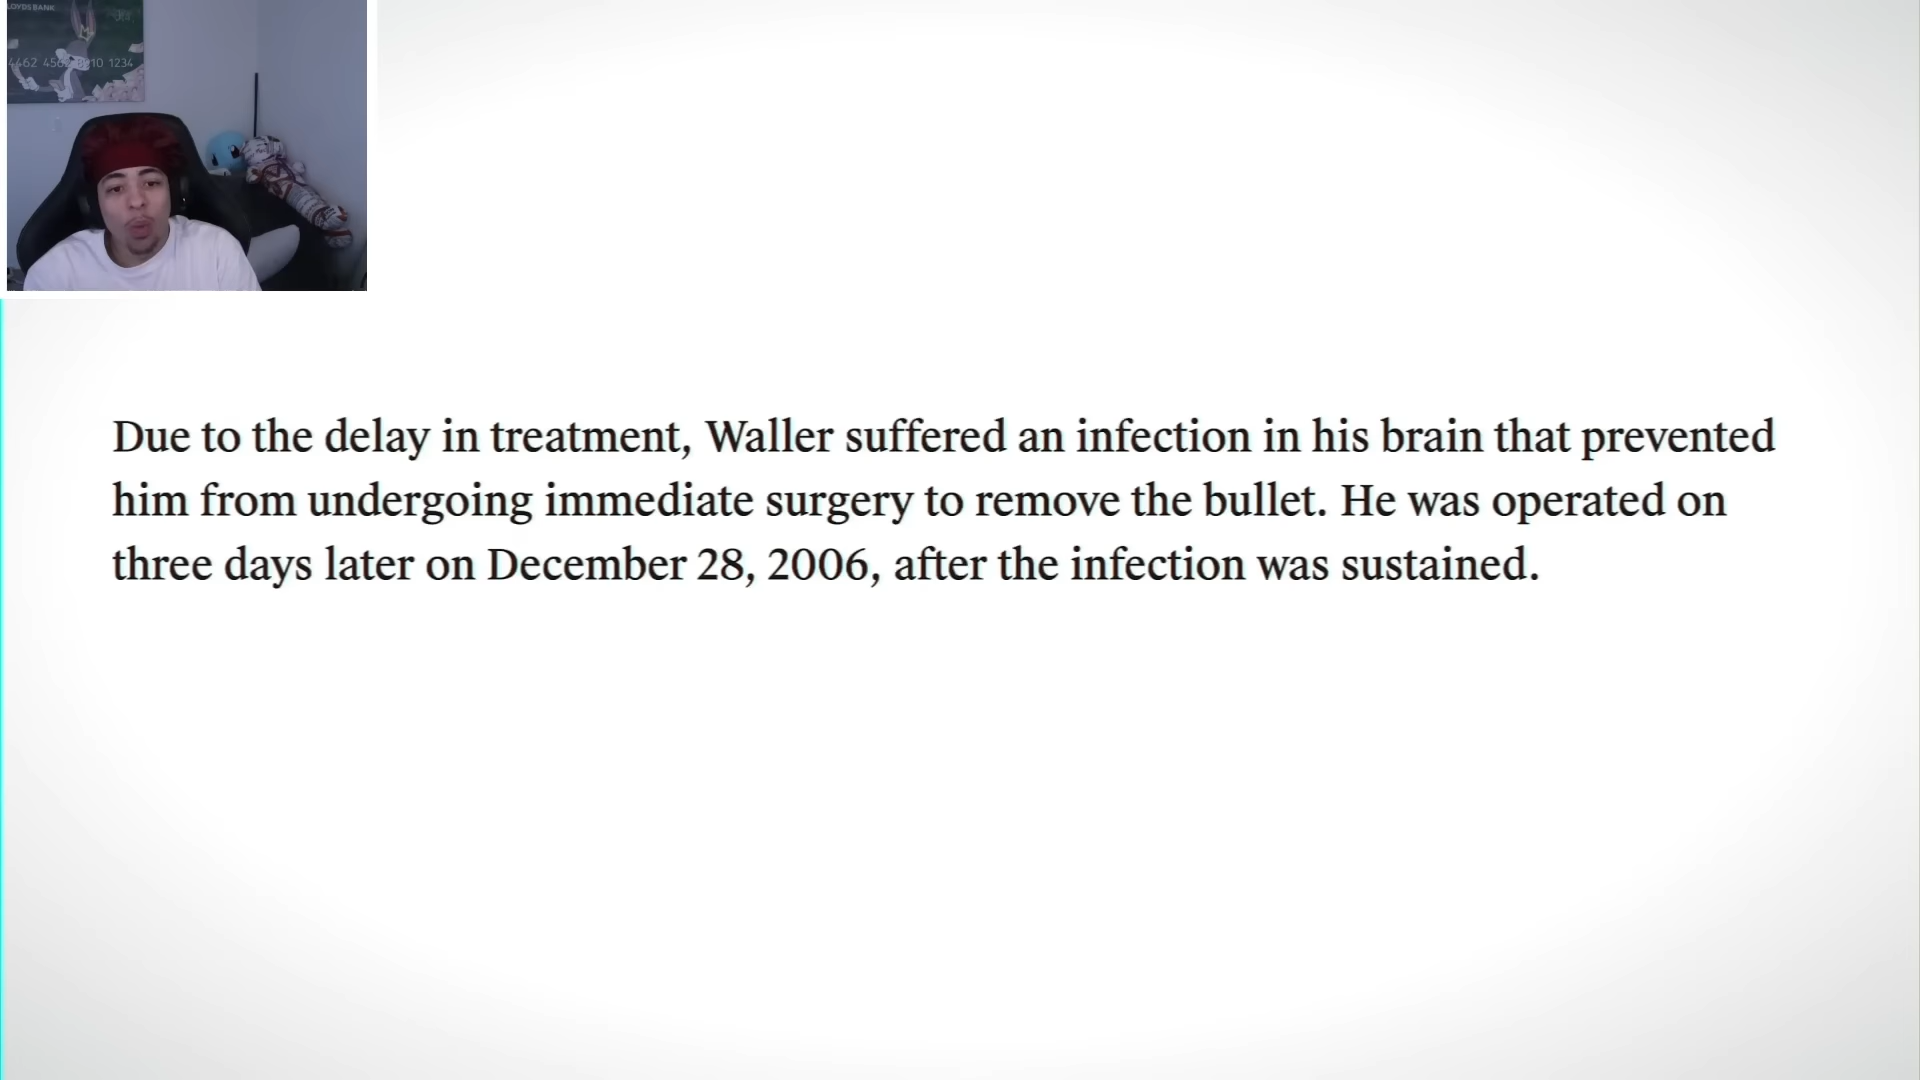 LOYDS BANK
Due to the delay in treatment, Waller suffered an infection in his brain that prevented
him from undergoing immediate surgery to remove the bullet. He was operated on
three days later on December 28, 2006, after the infection was sustained.